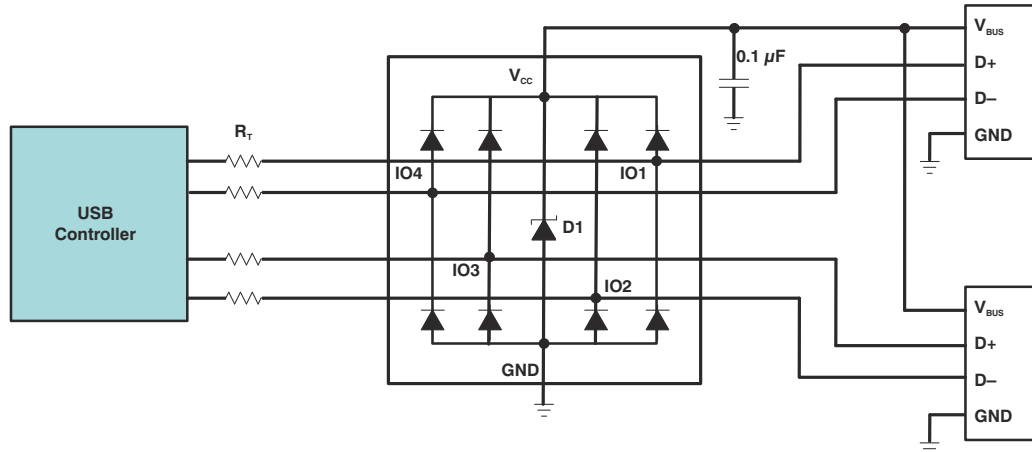 V_BUS
0.1 µF
D+
V_CC
D–
R_T
GND
IO4
IO1
USB
Controller
D1
IO3
IO2
V_BUS
D+
GND
D–
GND